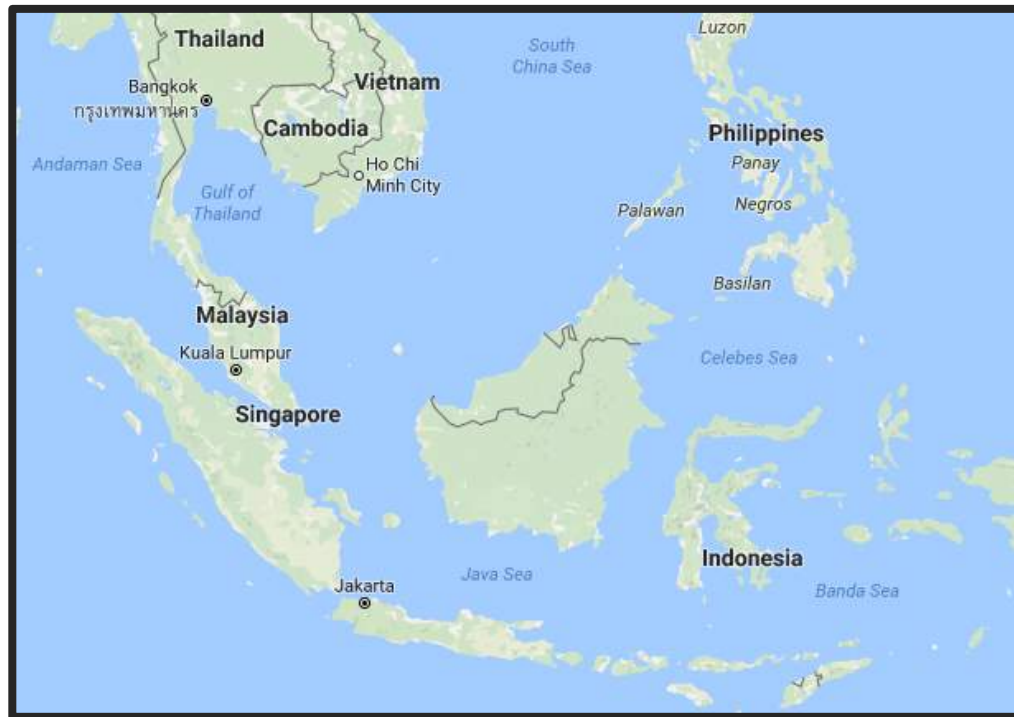 Luzon
Thailand
South
China Sea
Vietnam
Bangkok
กรุงเทพมหานคร
Cambodia
Philippines
Andaman Sea
Panay
Ho Chi
Minh City
Gulf of
Thailand
Palawan
Negros
Basilan
Malaysia
Kuala Lumpur
Celebes Sea
Singapore
Indonesia
Java Sea
Jakarta
Banda Sea